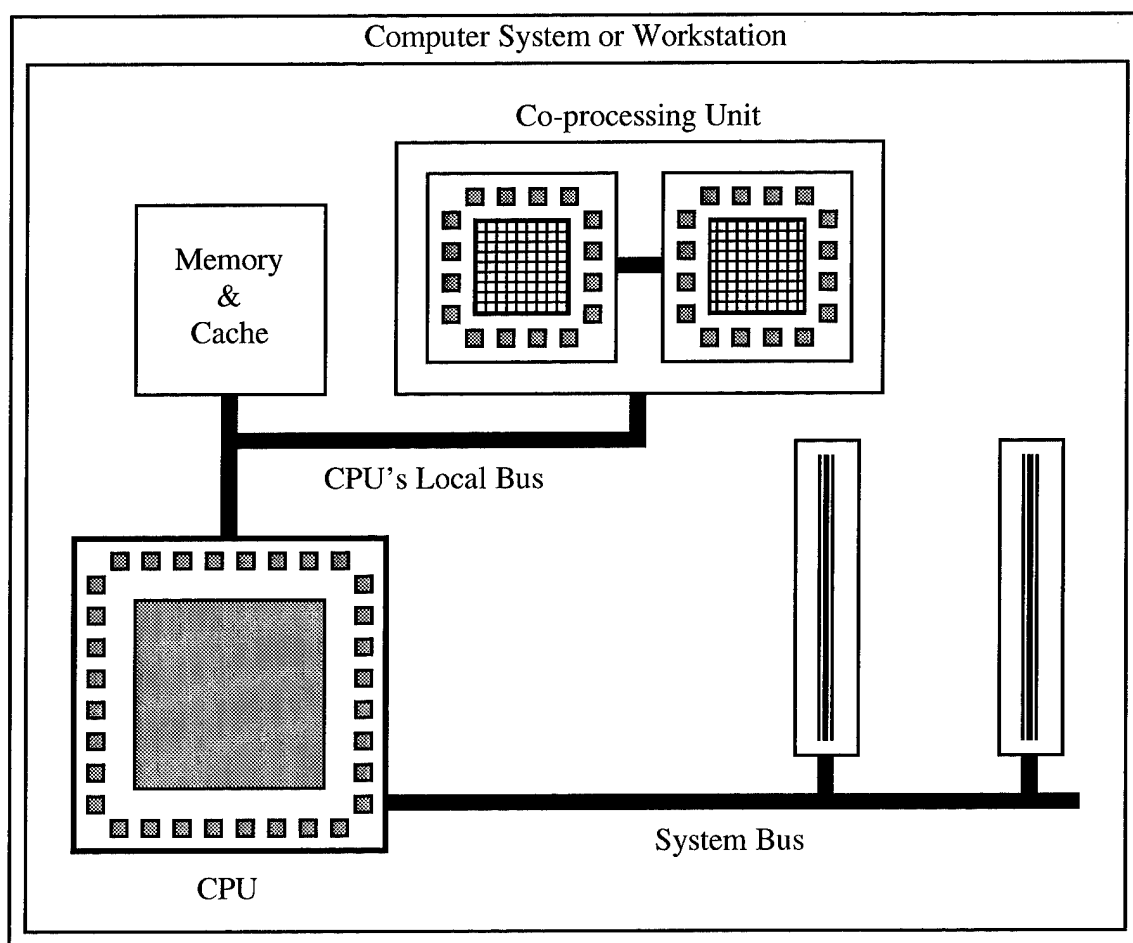 Computer System or Workstation
Co-processing Unit
Memory
&
Cache
CPU's Local Bus
System Bus
CPU